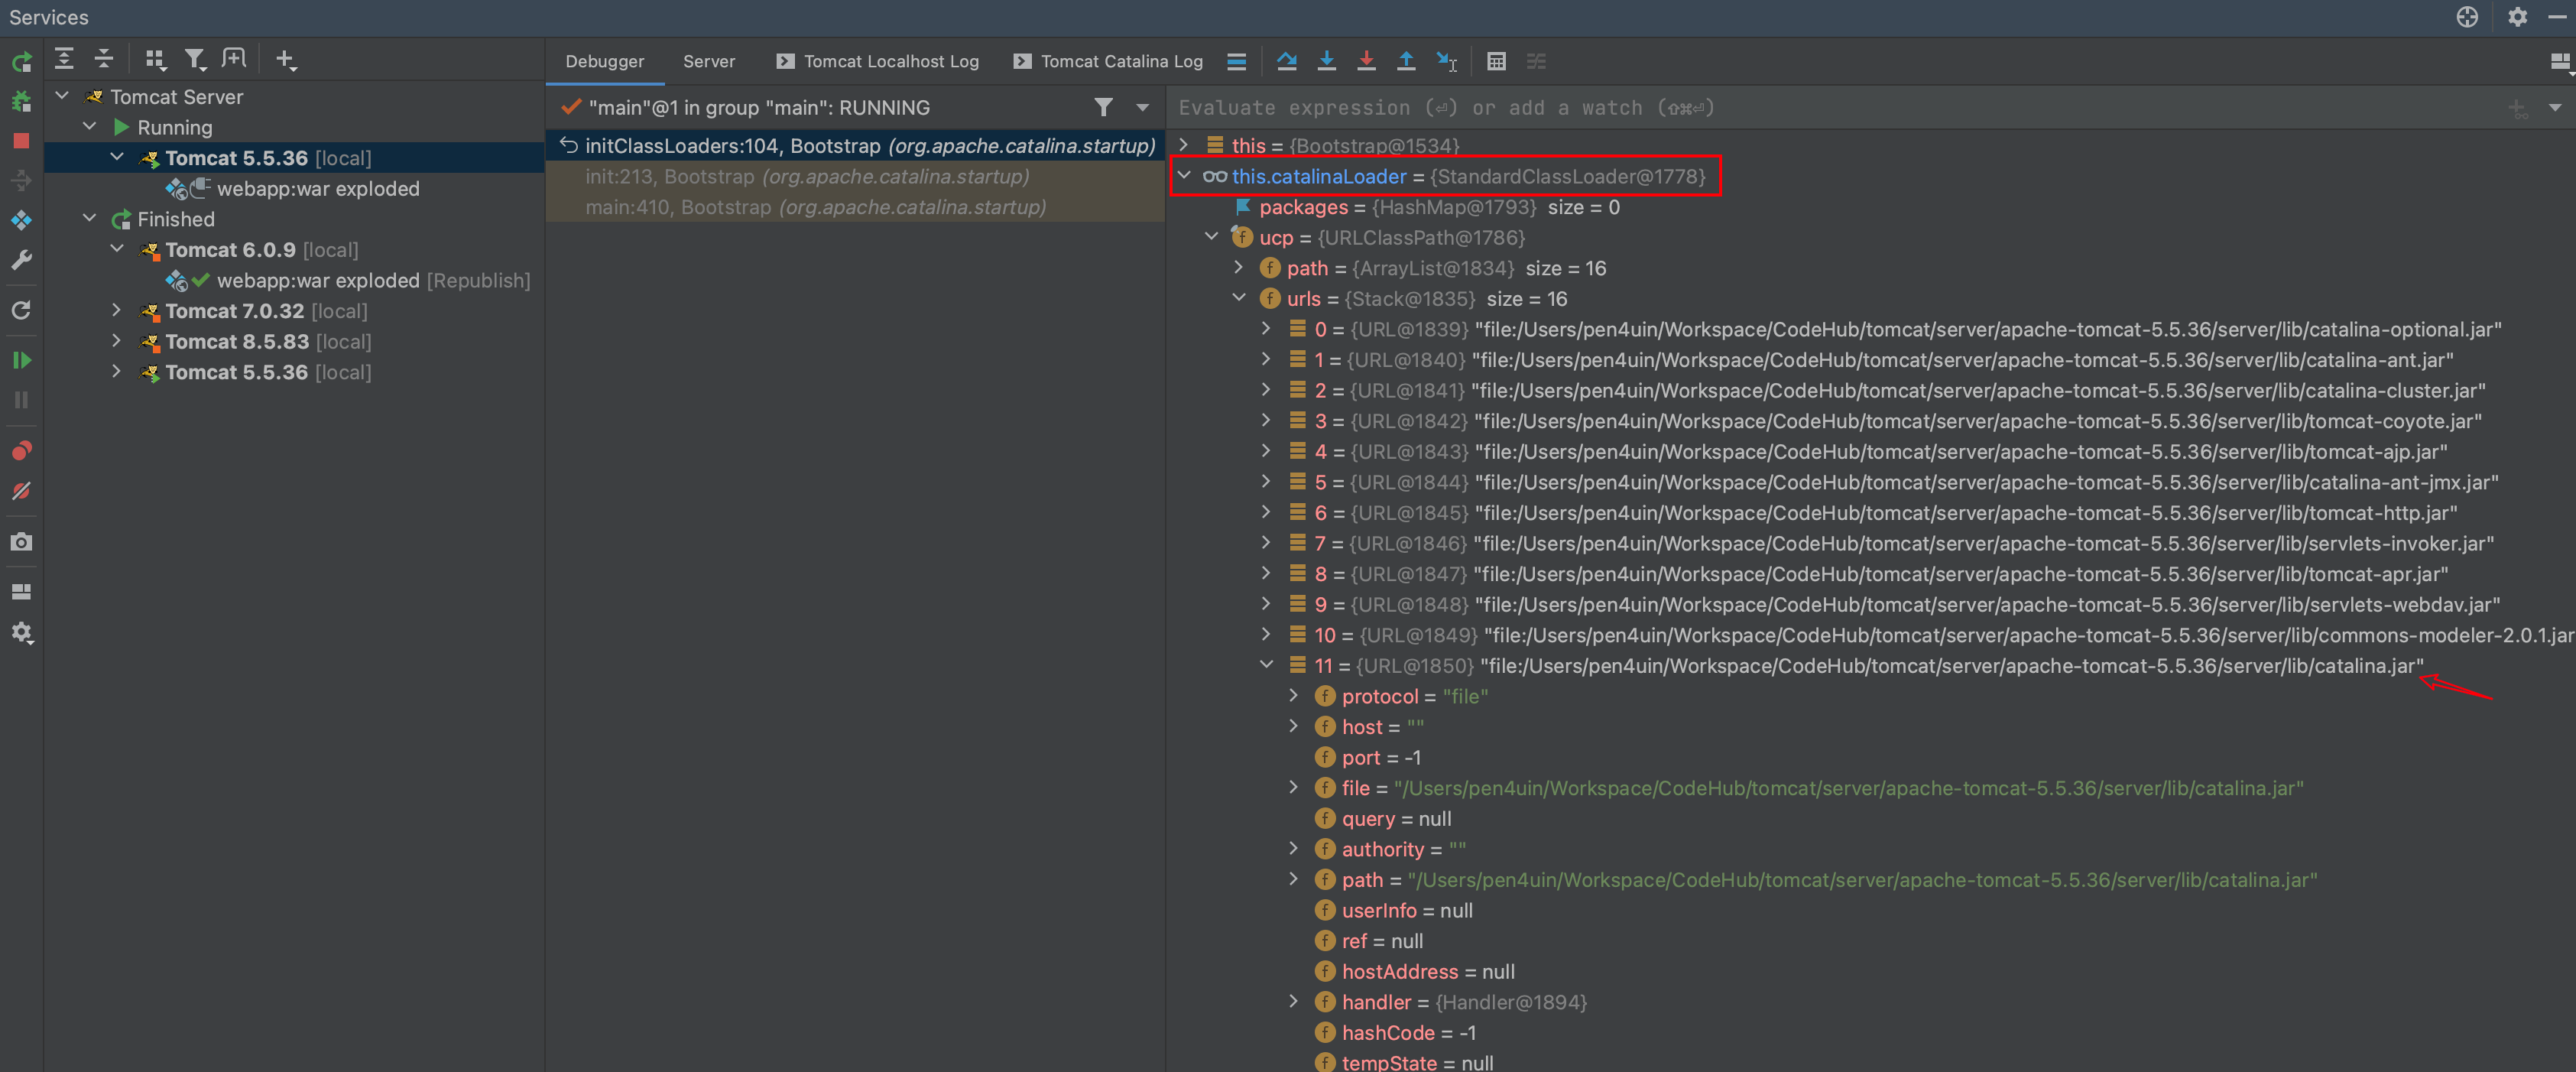 Services
Debugger
Server
Tomcat Localhost Log
Tomcat Catalina Log
Tomcat Server
Running
Tomcat 5.5.36 [local]
webapp:war exploded
Finished
Tomcat 6.0.9 [local]
webapp:war exploded [Republish]
Tomcat 7.0.32 [local]
Tomcat 8.5.83 [local]
Tomcat 5.5.36 [local]
"main"@1 in group "main": RUNNING
initClassLoaders:104, Bootstrap (org.apache.catalina.startup)
init:213, Bootstrap (org.apache.catalina.startup)
main:410, Bootstrap (org.apache.catalina.startup)
Evaluate expression (⏎) or add a watch (⇧⌘⏎)
this = {Bootstrap@1534}
this.catalinaLoader = {StandardClassLoader@1778}
packages = {HashMap@1793} size = 0
ucp = {URLClassPath@1786}
path = {ArrayList@1834} size = 16
urls = {Stack@1835} size = 16
0 = {URL@1839} "file:/Users/pen4uin/Workspace/CodeHub/tomcat/server/apache-tomcat-5.5.36/server/lib/catalina-optional.jar"
1 = {URL@1840} "file:/Users/pen4uin/Workspace/CodeHub/tomcat/server/apache-tomcat-5.5.36/server/lib/catalina-ant.jar"
2 = {URL@1841} "file:/Users/pen4uin/Workspace/CodeHub/tomcat/server/apache-tomcat-5.5.36/server/lib/catalina-cluster.jar"
3 = {URL@1842} "file:/Users/pen4uin/Workspace/CodeHub/tomcat/server/apache-tomcat-5.5.36/server/lib/tomcat-coyote.jar"
4 = {URL@1843} "file:/Users/pen4uin/Workspace/CodeHub/tomcat/server/apache-tomcat-5.5.36/server/lib/tomcat-ajp.jar"
5 = {URL@1844} "file:/Users/pen4uin/Workspace/CodeHub/tomcat/server/apache-tomcat-5.5.36/server/lib/catalina-ant-jmx.jar"
6 = {URL@1845} "file:/Users/pen4uin/Workspace/CodeHub/tomcat/server/apache-tomcat-5.5.36/server/lib/tomcat-http.jar"
7 = {URL@1846} "file:/Users/pen4uin/Workspace/CodeHub/tomcat/server/apache-tomcat-5.5.36/server/lib/servlets-invoker.jar"
8 = {URL@1847} "file:/Users/pen4uin/Workspace/CodeHub/tomcat/server/apache-tomcat-5.5.36/server/lib/tomcat-apr.jar"
9 = {URL@1848} "file:/Users/pen4uin/Workspace/CodeHub/tomcat/server/apache-tomcat-5.5.36/server/lib/servlets-webdav.jar"
10 = {URL@1849} "file:/Users/pen4uin/Workspace/CodeHub/tomcat/server/apache-tomcat-5.5.36/server/lib/commons-modeler-2.0.1.jar
11 = {URL@1850} "file:/Users/pen4uin/Workspace/CodeHub/tomcat/server/apache-tomcat-5.5.36/server/lib/catalina.jar"
protocol = "file"
host = ""
port = -1
file = "/Users/pen4uin/Workspace/CodeHub/tomcat/server/apache-tomcat-5.5.36/server/lib/catalina.jar"
query = null
authority = ""
path = "/Users/pen4uin/Workspace/CodeHub/tomcat/server/apache-tomcat-5.5.36/server/lib/catalina.jar"
userInfo = null
ref = null
hostAddress = null
handler = {Handler@1894}
hashCode = -1
tempState = null